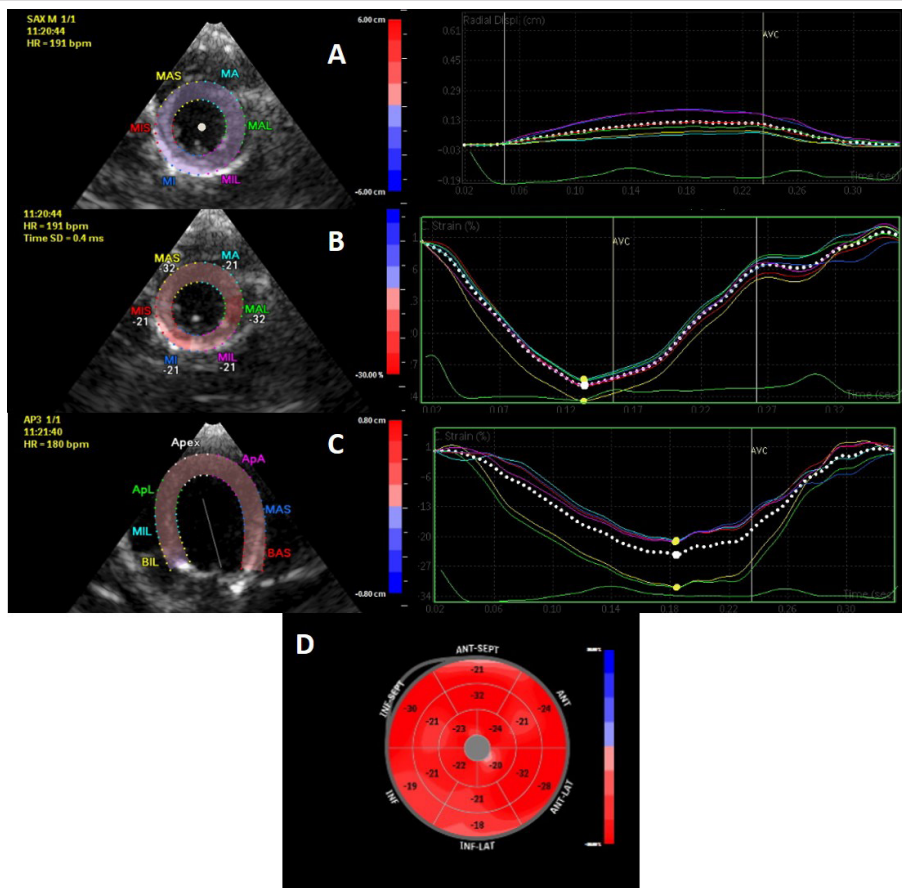 SAX M 1/1
11:20:44
HR = 191 bpm
A
MAS
MA
MIS
MAL
MI
MIL
6.00 cm
-6.00 cm
Radial Displ. (cm)
AVC
0.61
0.45
0.29
0.13
-0.03
-0.19
0.02
0.06
0.10
0.14
0.18
0.22
0.26
0.30
Time (sec)
11:20:44
HR = 191 bpm
Time SD = 0.4 ms
B
MAS
-32
MA
-21
MIS
-21
MAL
-32
MI
-21
MIL
-21
-30.00 %
Strain (%)
AVC
0.07
0.12
0.17
0.22
0.27
0.32
Time (sec)
AP3 1/1
11:21:40
HR = 180 bpm
C
Apex
ApA
ApL
MAS
MIL
BIL
BAS
0.80 cm
-0.80 cm
Strain (%)
AVC
1
-6
-13
-20
-27
-34
0.02
0.06
0.10
0.14
0.18
0.22
0.26
0.30
Time (sec)
D
ANT-SEPT
INF-SEPT
ANT
INF
ANT-LAT
INF-LAT
-21
-32
-30
-24
-21
-21
-23
-24
-22
-20
-21
-32
-19
-28
-21
-18